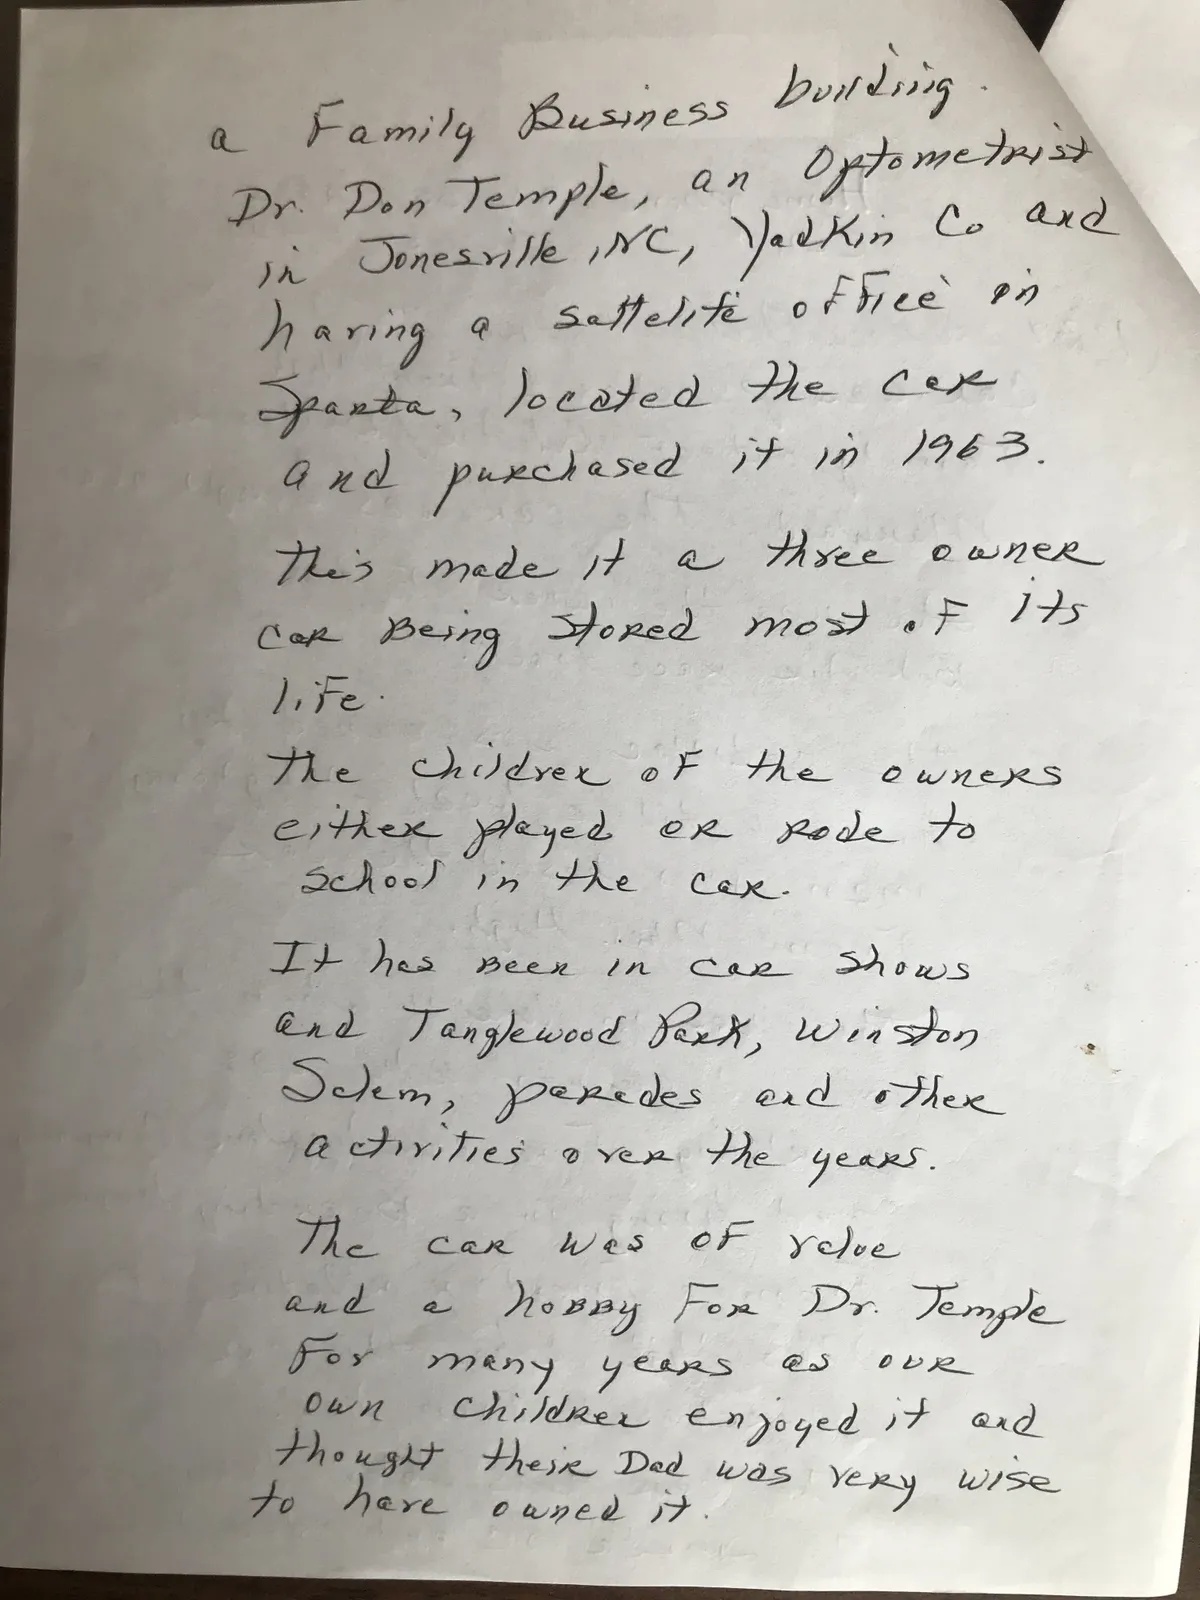 a Family Business building.
Dr. Don Temple, an Optometrist
in Jonesville, NC, Yadkin Co and
having a sattelite office in
Sparta, located the car
and purchased it in 1963.
This made it a three owner
car Being stored most of its
life.
The children of the owners
either played or rode to
school in the car.
It has Been in car shows
and Tanglewood Park, Winston
Salem, parades and other
activities over the years.
The car was of value
and a hoBBy For Dr. Temple
For many years as our
own children enjoyed it and
thought their Dad was very wise
to have owned it.